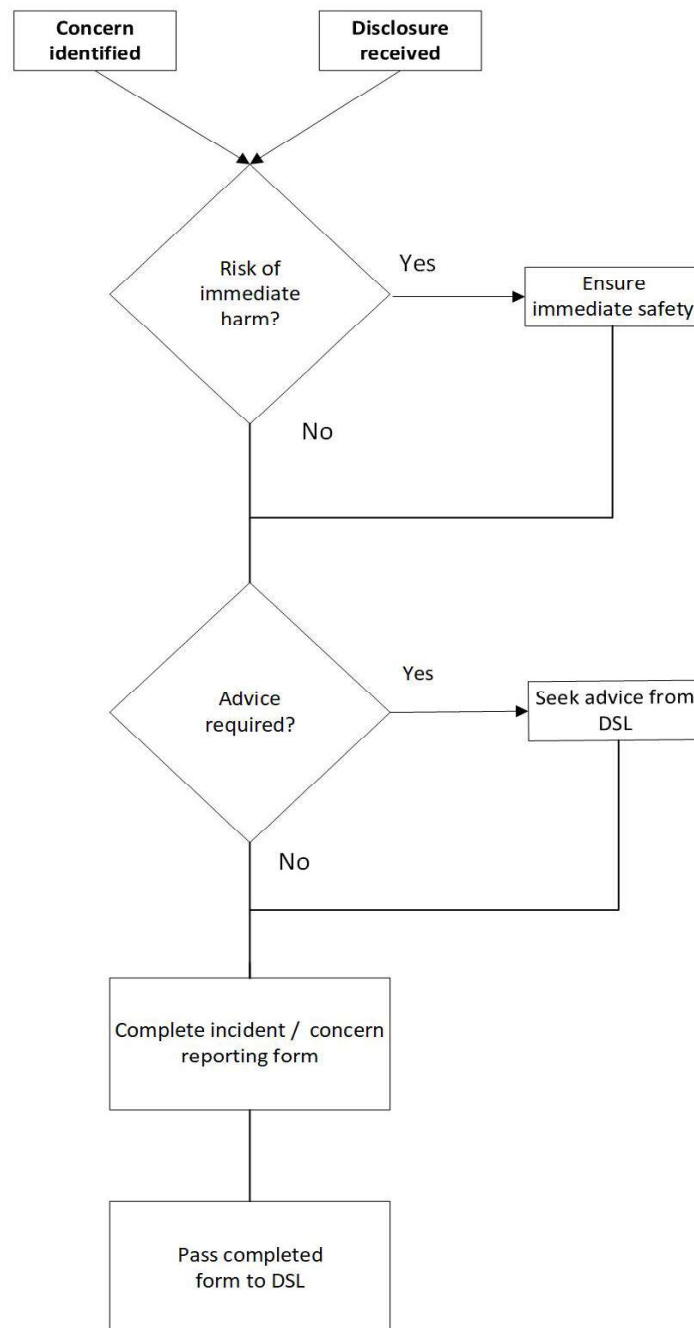 Concern
identified
Disclosure
received
Risk of
immediate
harm?
Yes
Ensure
immediate safety
No
Advice
required?
Yes
Seek advice from
DSL
No
Complete incident / concern
reporting form
Pass completed
form to DSL